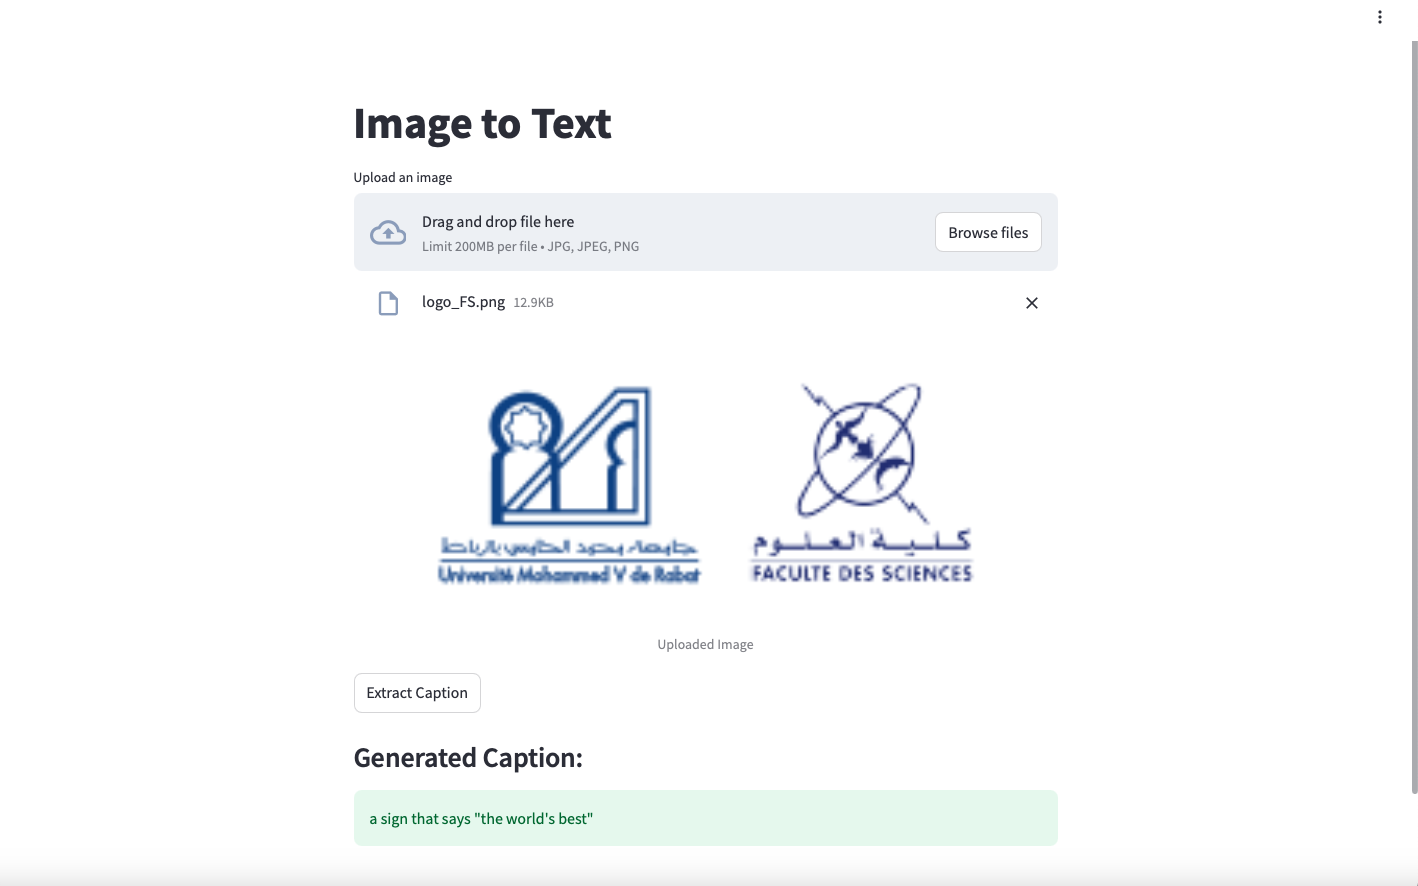 Image to Text
Upload an image
Drag and drop file here
Limit 200MB per file • JPG, JPEG, PNG
Browse files
logo_FS.png 12.9KB
جامعة محمد الخامس بالرباط
Université Mohammed V de Rabat
كلية العلوم
FACULTE DES SCIENCES
Uploaded Image
Extract Caption
Generated Caption:
a sign that says "the world's best"